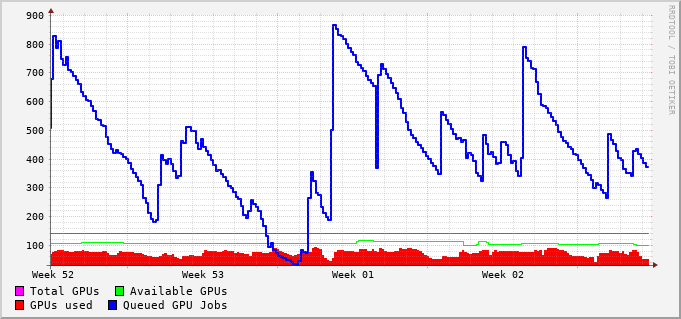 900
800
700
600
500
400
300
200
100
Week 52 Week 53 Week 01 Week 02
Total GPUs Available GPUs
GPUs used Queued GPU Jobs
RRDTOOL / TOBI OETIKER